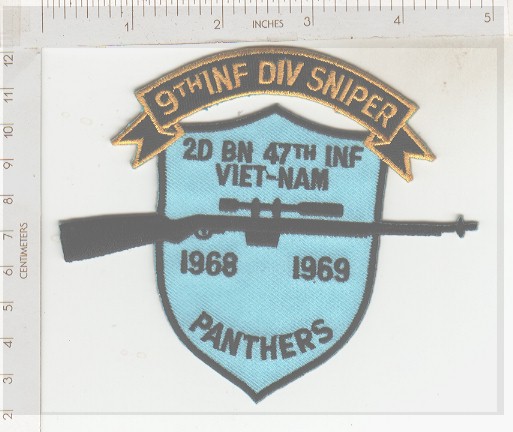 1 2 INCHES 3 4 5
12
11
10
9
8
7
CENTIMETERS
6
5
4
3
2
9TH INF DIV SNIPER
2D BN 47TH INF
VIET-NAM
1968 1969
PANTHERS